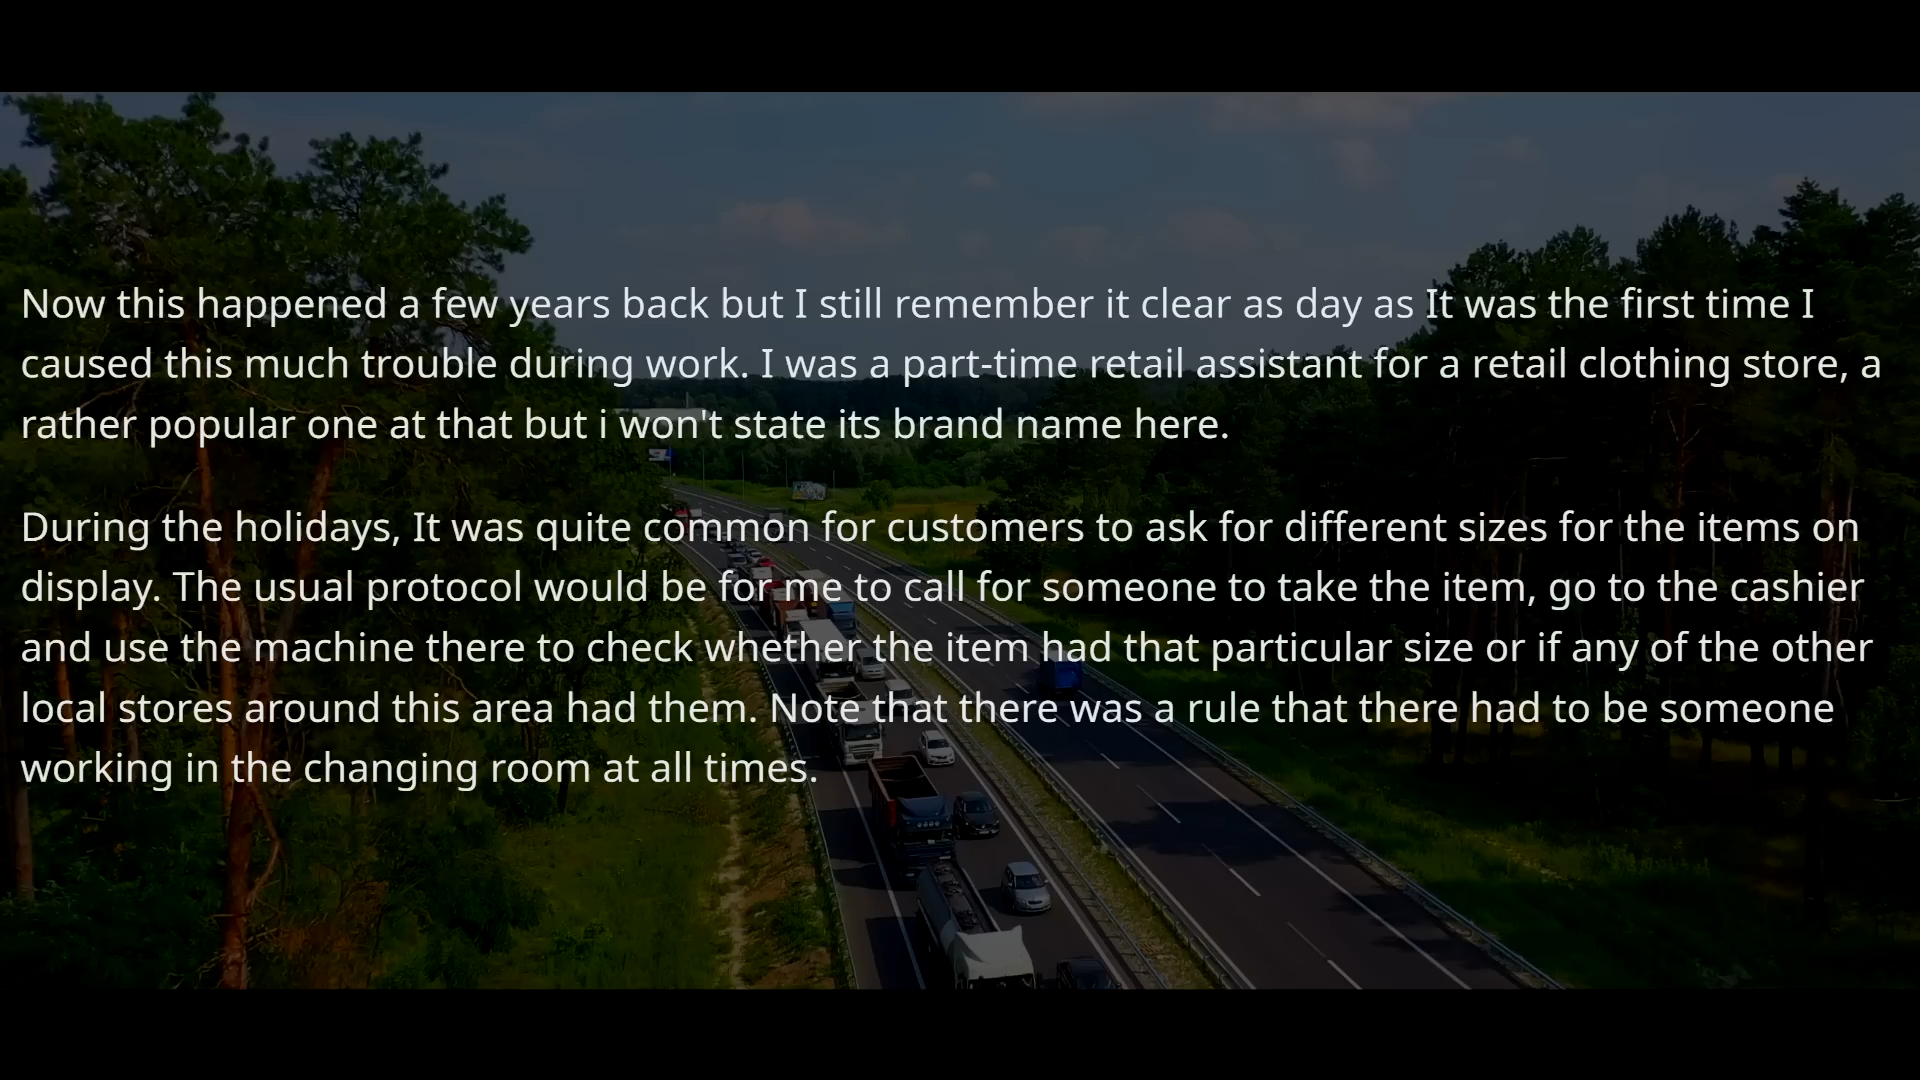 Now this happened a few years back but I still remember it clear as day as It was the first time I
caused this much trouble during work. I was a part-time retail assistant for a retail clothing store, a
rather popular one at that but i won't state its brand name here.
During the holidays, It was quite common for customers to ask for different sizes for the items on
display. The usual protocol would be for me to call for someone to take the item, go to the cashier
and use the machine there to check whether the item had that particular size or if any of the other
local stores around this area had them. Note that there was a rule that there had to be someone
working in the changing room at all times.